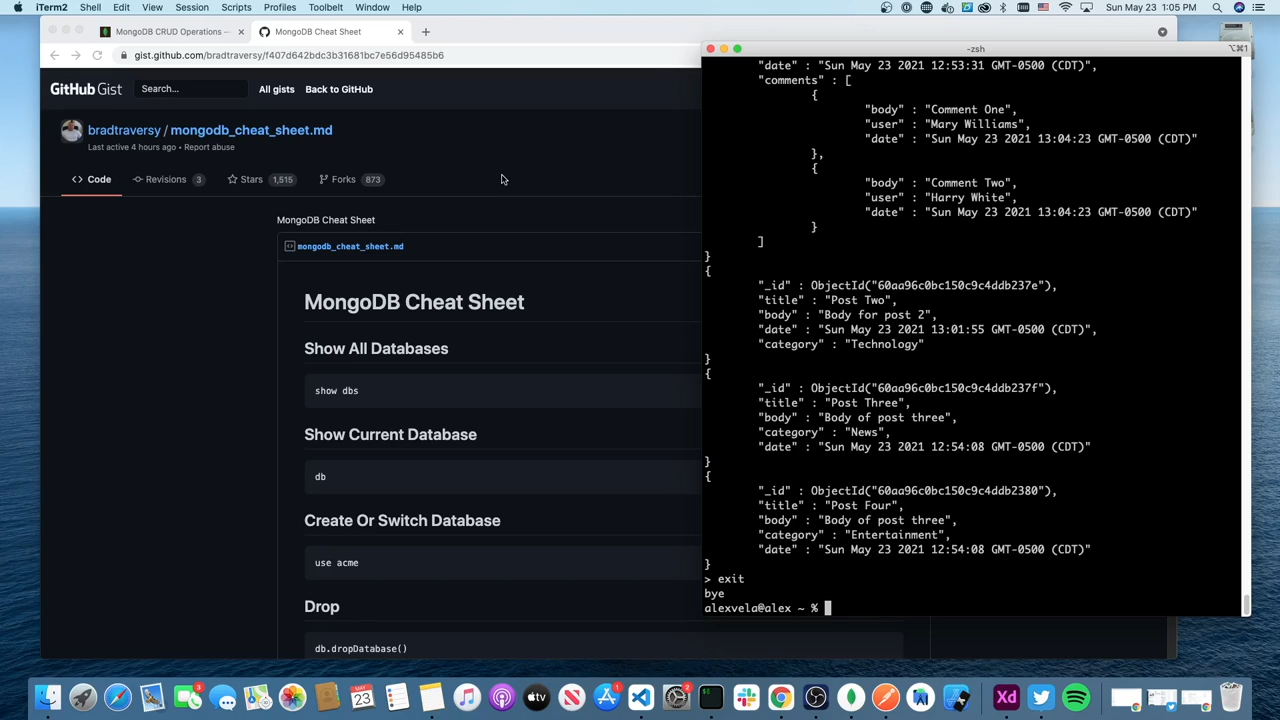 iTerm2 Shell Edit View Session Scripts Profiles Toolbelt Window Help
Sun May 23 1:05 PM
MongoDB CRUD Operations —
MongoDB Cheat Sheet
gist.github.com/bradtraversy/f407d642bdc3b31681bc7e56d95485b6
GitHub Gist
Search...
All gists
Back to GitHub
bradtraversy / mongodb_cheat_sheet.md
Last active 4 hours ago • Report abuse
<> Code
Revisions 3
Stars 1,515
Forks 873
MongoDB Cheat Sheet
mongodb_cheat_sheet.md
MongoDB Cheat Sheet
Show All Databases
show dbs
Show Current Database
db
Create Or Switch Database
use acme
Drop
db.dropDatabase()
-zsh
⌥⌘1
"date" : "Sun May 23 2021 12:53:31 GMT-0500 (CDT)",
"comments" : [
{
"body" : "Comment One",
"user" : "Mary Williams",
"date" : "Sun May 23 2021 13:04:23 GMT-0500 (CDT)"
},
{
"body" : "Comment Two",
"user" : "Harry White",
"date" : "Sun May 23 2021 13:04:23 GMT-0500 (CDT)"
}
]
}
{
"_id" : ObjectId("60aa96c0bc150c9c4ddb237e"),
"title" : "Post Two",
"body" : "Body for post 2",
"date" : "Sun May 23 2021 13:01:55 GMT-0500 (CDT)",
"category" : "Technology"
}
{
"_id" : ObjectId("60aa96c0bc150c9c4ddb237f"),
"title" : "Post Three",
"body" : "Body of post three",
"category" : "News",
"date" : "Sun May 23 2021 12:54:08 GMT-0500 (CDT)"
}
{
"_id" : ObjectId("60aa96c0bc150c9c4ddb2380"),
"title" : "Post Four",
"body" : "Body of post three",
"category" : "Entertainment",
"date" : "Sun May 23 2021 12:54:08 GMT-0500 (CDT)"
}
> exit
bye
alexvela@alex ~ %